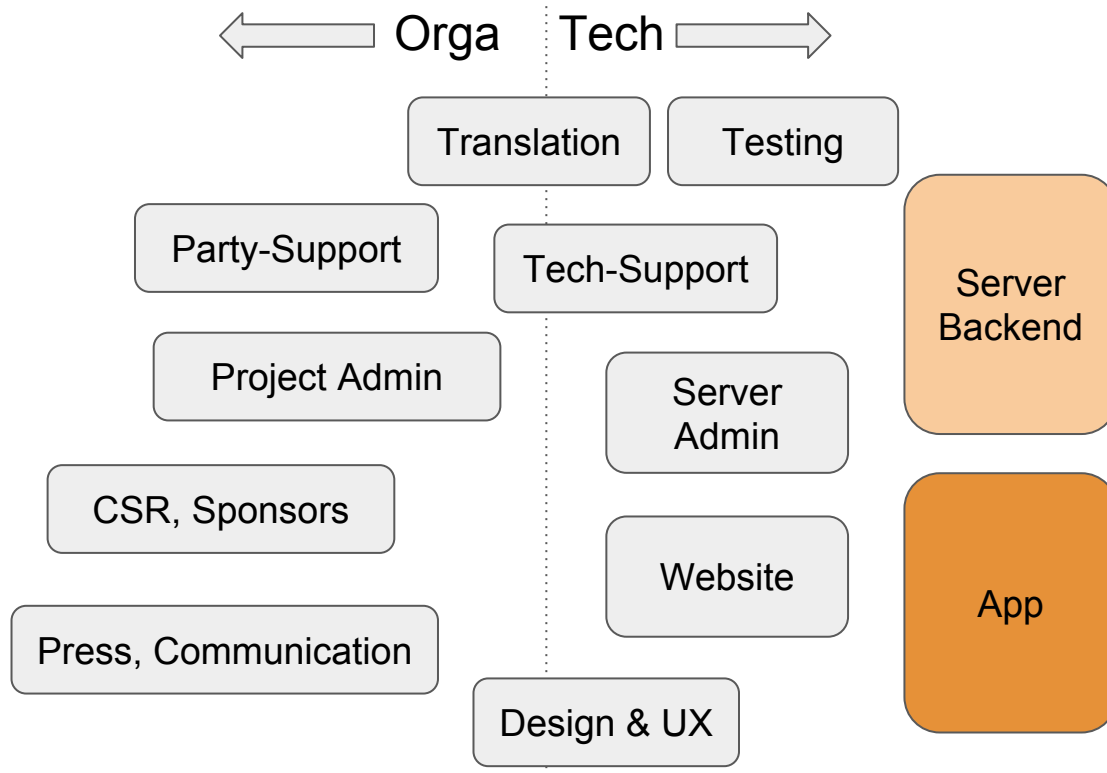 Orga
Tech
Translation
Testing
Party-Support
Tech-Support
Server
Backend
Project Admin
Server
Admin
CSR, Sponsors
Website
App
Press, Communication
Design & UX